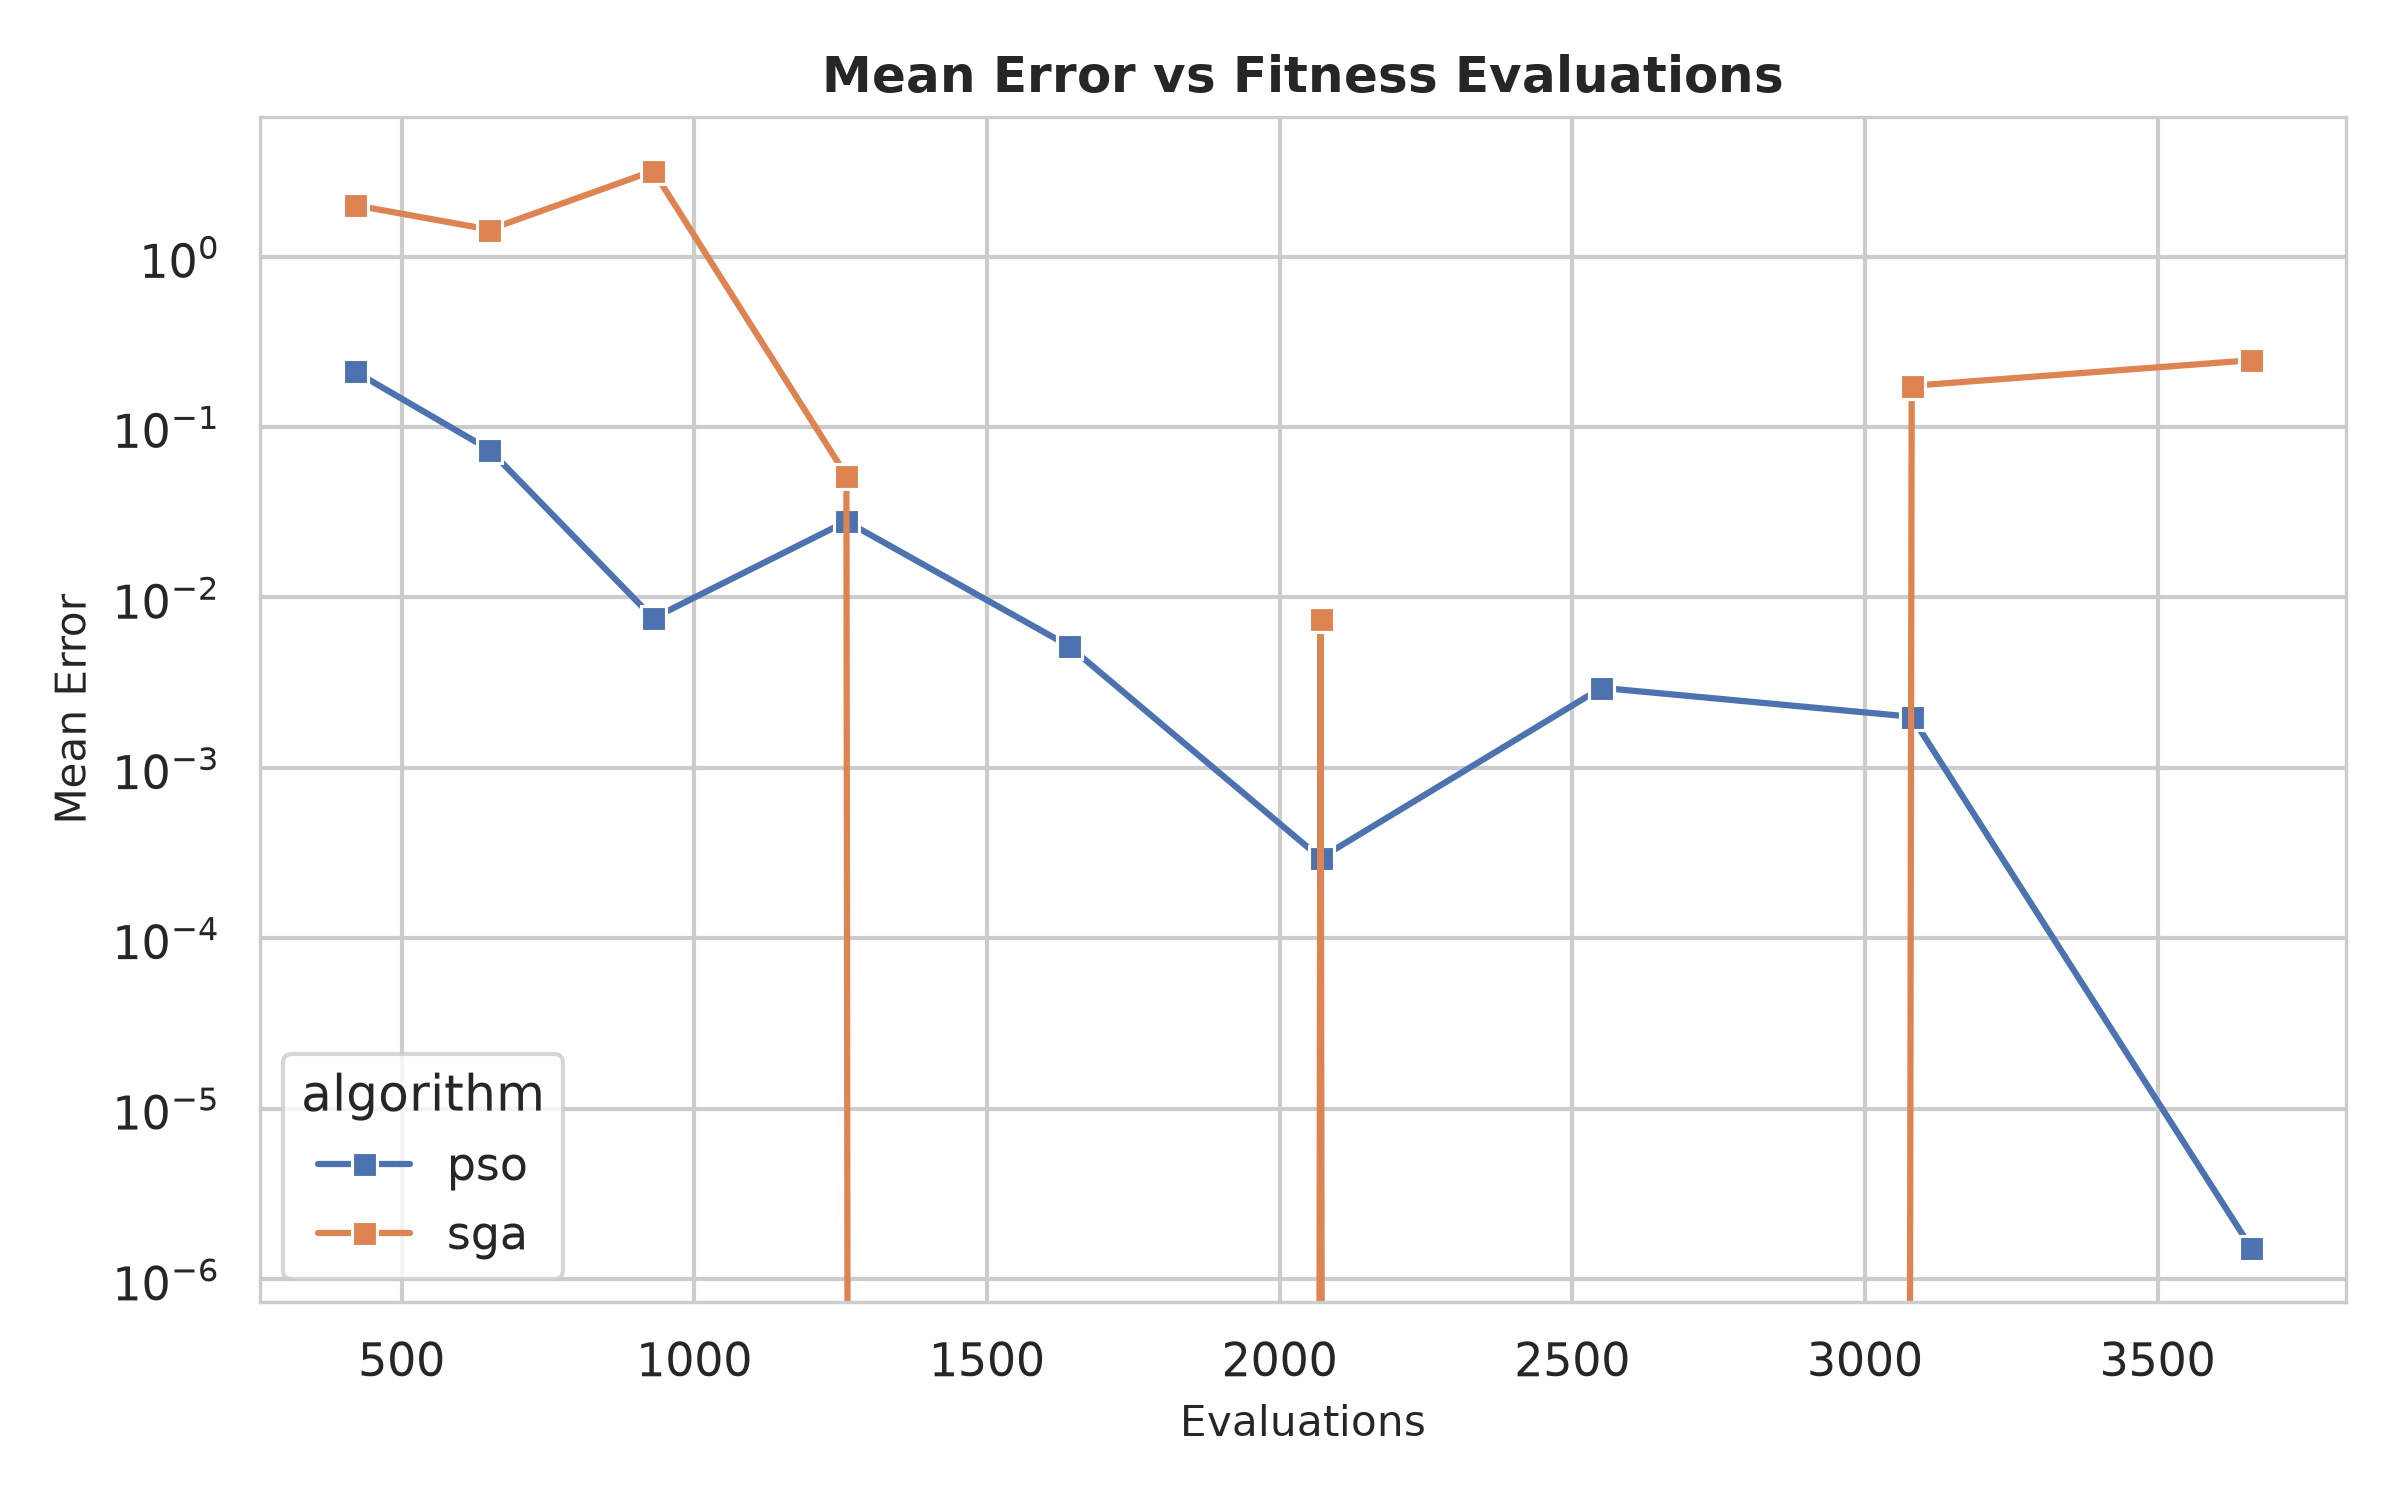 Mean Error vs Fitness Evaluations
10⁰
10⁻¹
10⁻²
10⁻³
10⁻⁴
10⁻⁵
10⁻⁶
Mean Error
algorithm
pso
sga
500 1000 1500 2000 2500 3000 3500
Evaluations